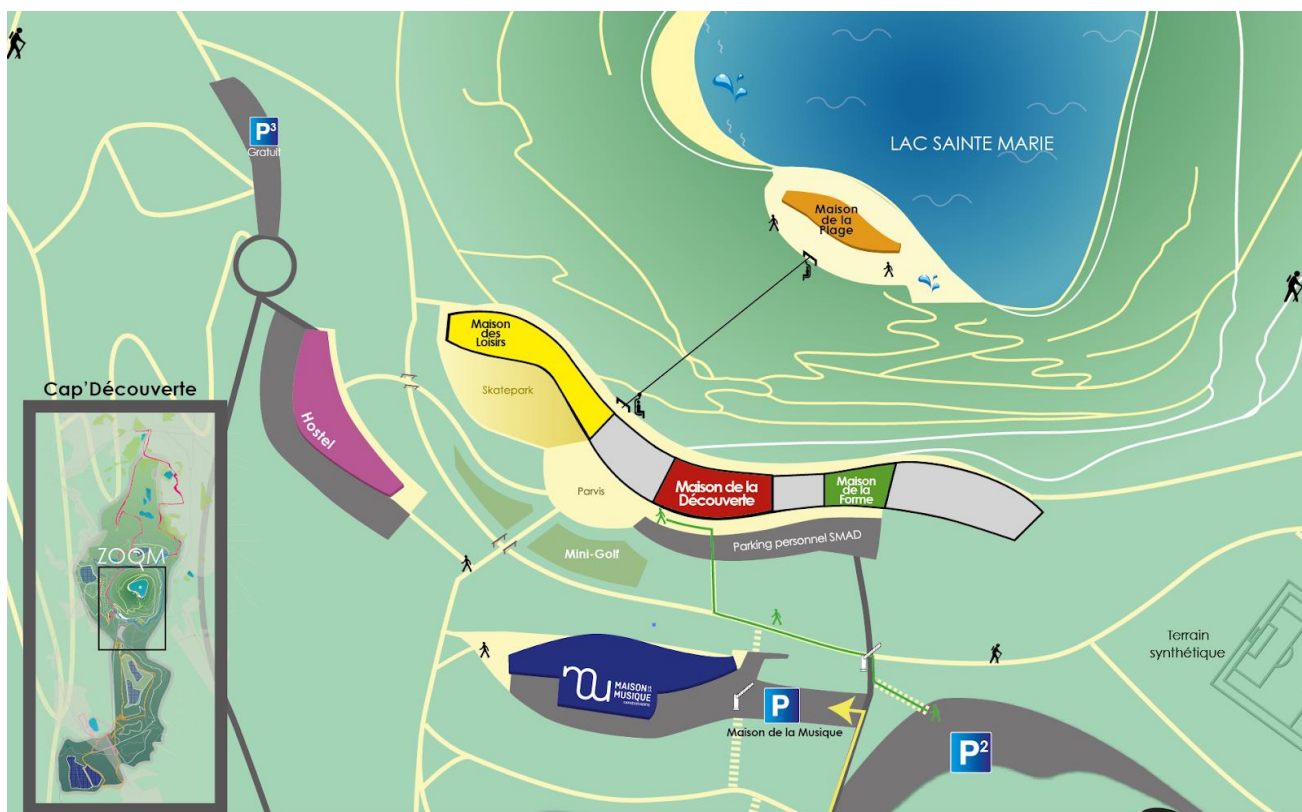 P3
Gratuit
LAC SAINTE MARIE
Maison
de la
Plage
Maison
des
Loisirs
Skatepark
Cap'Découverte
Hostel
Maison de la
Découverte
Maison
de la
Forme
Parvis
Parking personnel SMAD
Mini-Golf
ZOOM
Terrain
synthétique
MAISON DE LA
MUSIQUE
P
Maison de la Musique
P2